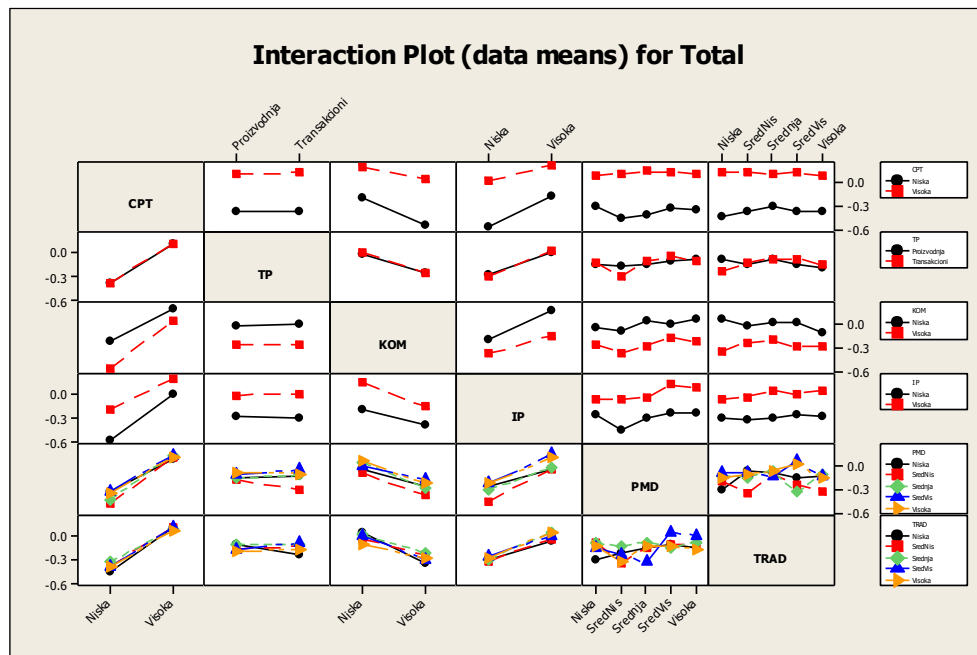 Interaction Plot (data means) for Total
Proizvodnja Transakcioni Niska Visoka Niska SredNis Srednja SredVis Visoka
CPT
0.0
-0.3
-0.6
CPT
Niska
Visoka
0.0
-0.3
-0.6
TP
TP
Proizvodnja
Transakcioni
KOM
0.0
-0.3
-0.6
KOM
Niska
Visoka
0.0
-0.3
-0.6
IP
IP
Niska
Visoka
PMD
0.0
-0.3
-0.6
PMD
Niska
SredNis
Srednja
SredVis
Visoka
0.0
-0.3
-0.6
TRAD
TRAD
Niska
SredNis
Srednja
SredVis
Visoka
Niska Visoka Niska Visoka Niska SredNis Srednja SredVis Visoka